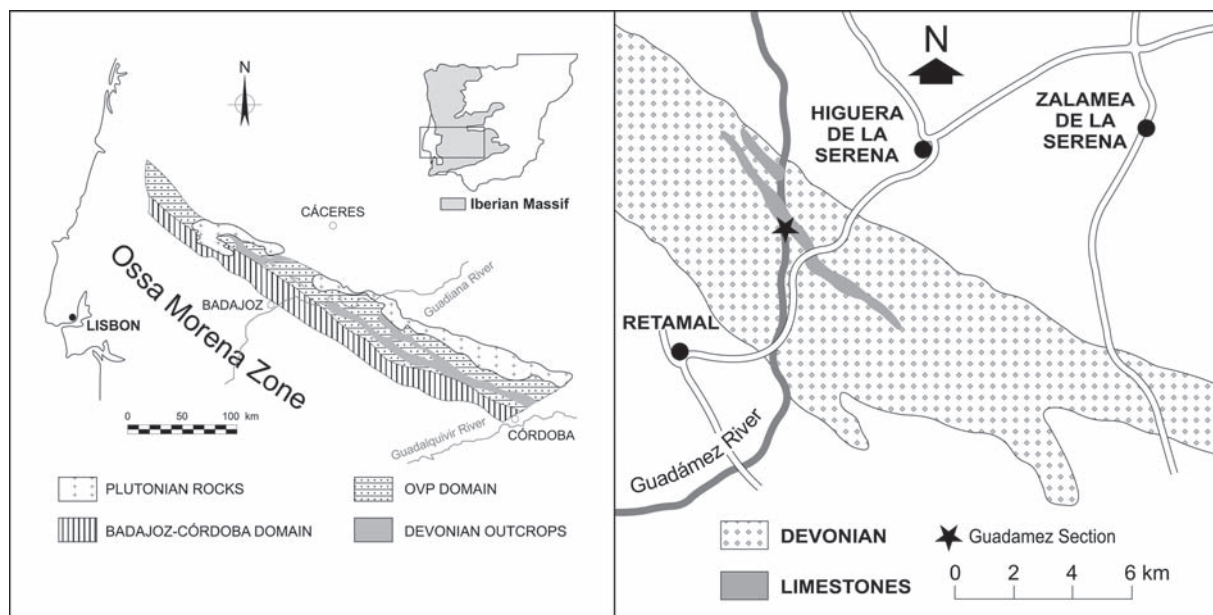 N
Iberian Massif
CÁCERES
Ossa Morena Zone
Guadiana River
BADAJOZ
LISBON
0 50 100 km
Guadalquivir River
CÓRDOBA
PLUTONIAN ROCKS
OVP DOMAIN
BADAJOZ-CÓRDOBA DOMAIN
DEVONIAN OUTCROPS
N
HIGUERA
DE LA
SERENA
ZALAMEA
DE LA
SERENA
RETAMAL
Guadámez River
DEVONIAN
Guadamez Section
LIMESTONES
0 2 4 6 km